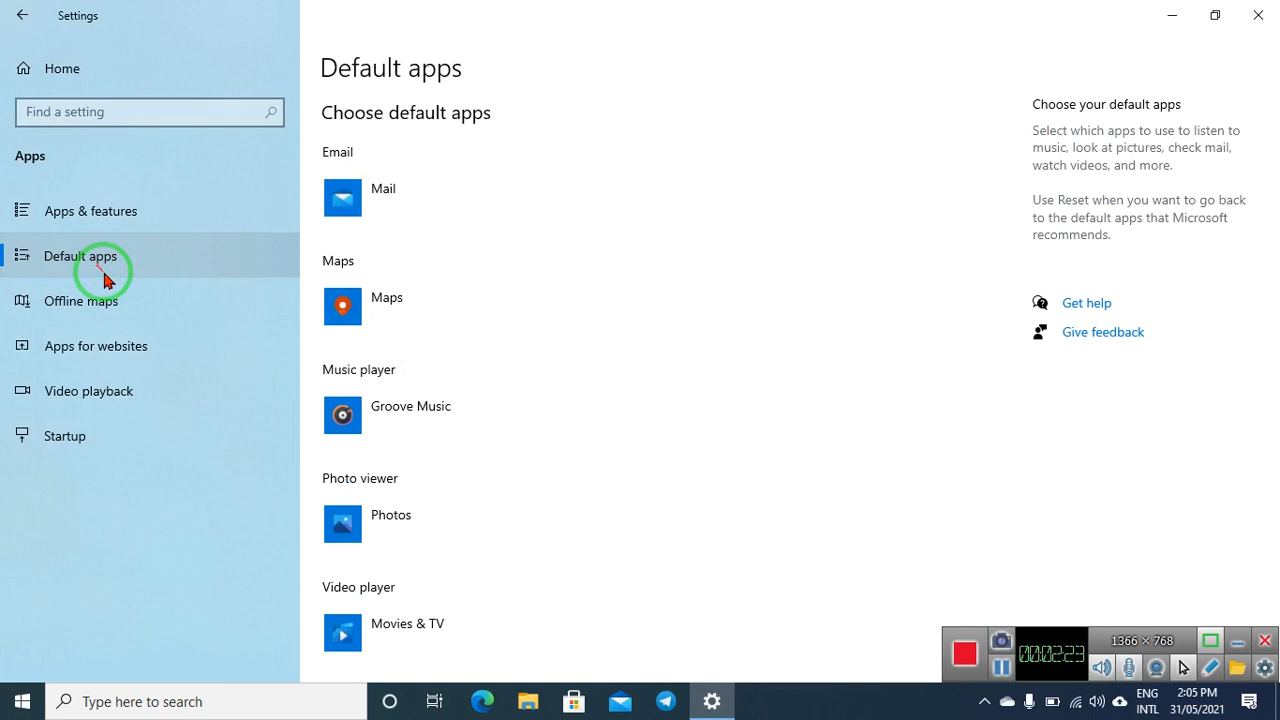 Settings
Home
Find a setting
Apps
Apps & features
Default apps
Offline maps
Apps for websites
Video playback
Startup
Default apps
Choose default apps
Email
Mail
Maps
Maps
Music player
Groove Music
Photo viewer
Photos
Video player
Movies & TV
Choose your default apps
Select which apps to use to listen to
music, look at pictures, check mail,
watch videos, and more.
Use Reset when you want to go back
to the default apps that Microsoft
recommends.
Get help
Give feedback
1366 × 768
00:02:23
Type here to search
ENG
INTL
2:05 PM
31/05/2021